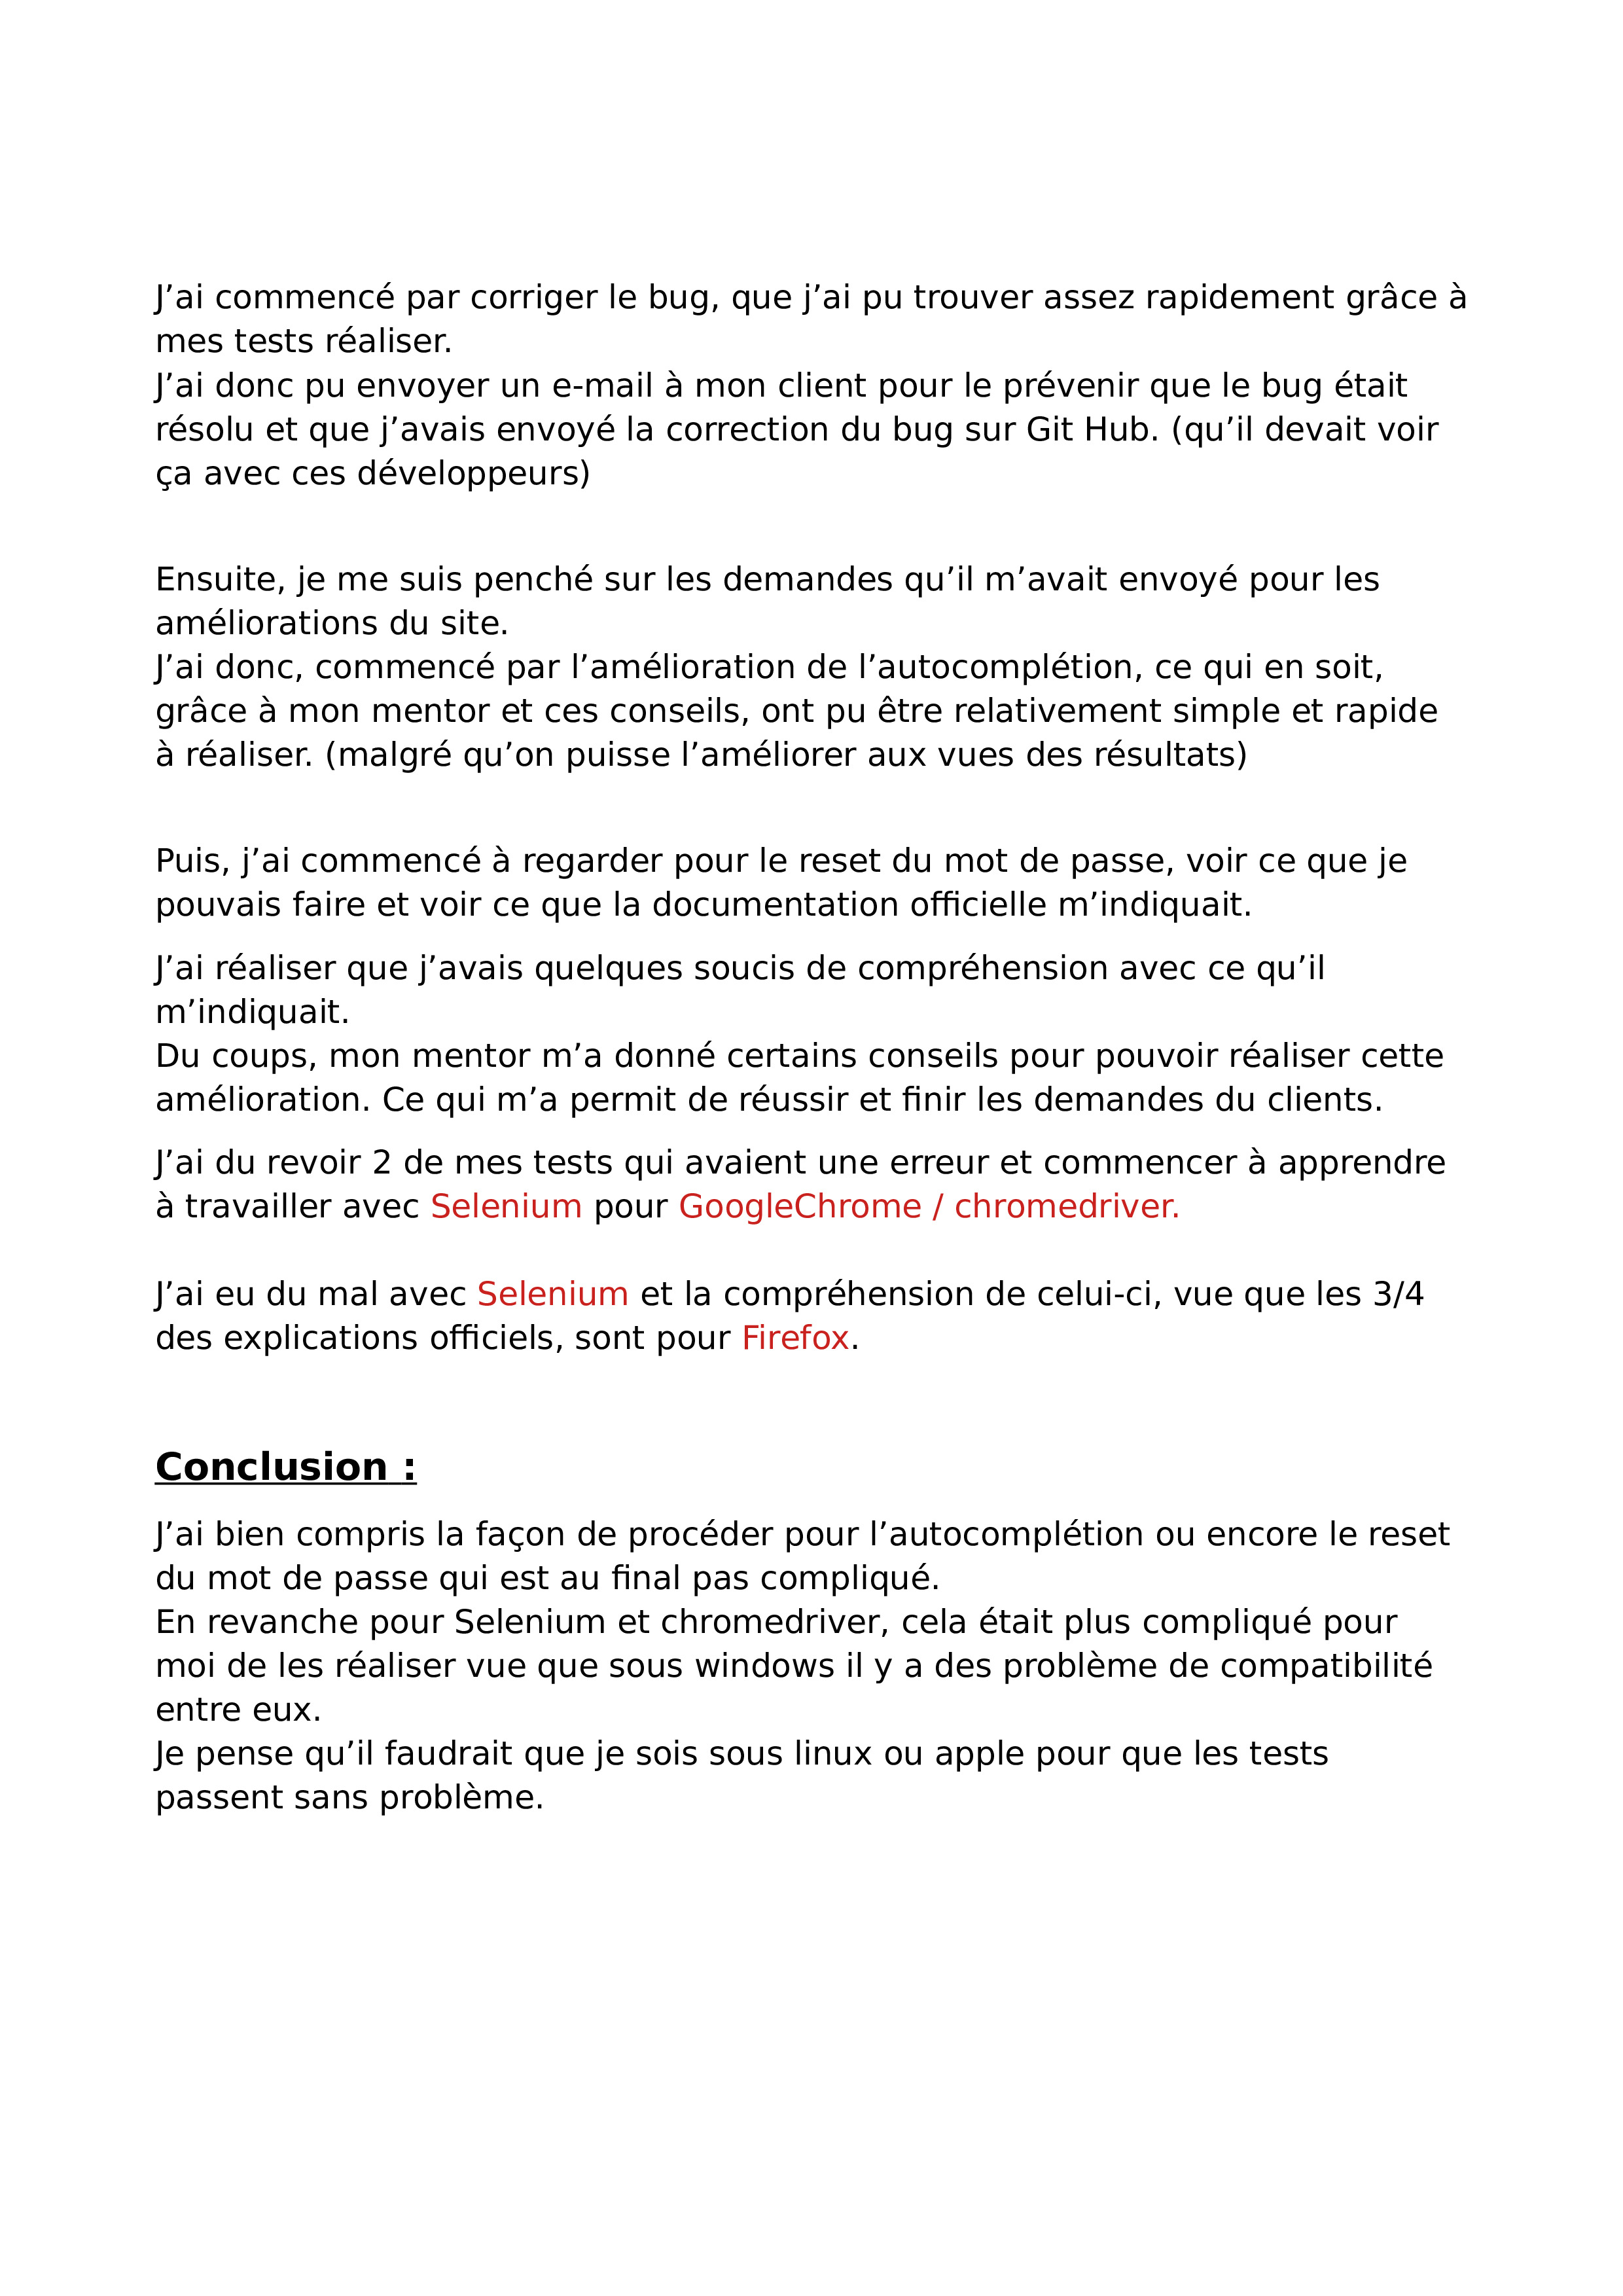 J’ai commencé par corriger le bug, que j’ai pu trouver assez rapidement grâce à
mes tests réaliser.
J’ai donc pu envoyer un e-mail à mon client pour le prévenir que le bug était
résolu et que j’avais envoyé la correction du bug sur Git Hub. (qu’il devait voir
ça avec ces développeurs)
Ensuite, je me suis penché sur les demandes qu’il m’avait envoyé pour les
améliorations du site.
J’ai donc, commencé par l’amélioration de l’autocomplétion, ce qui en soit,
grâce à mon mentor et ces conseils, ont pu être relativement simple et rapide
à réaliser. (malgré qu’on puisse l’améliorer aux vues des résultats)
Puis, j’ai commencé à regarder pour le reset du mot de passe, voir ce que je
pouvais faire et voir ce que la documentation officielle m’indiquait.
J’ai réaliser que j’avais quelques soucis de compréhension avec ce qu’il
m’indiquait.
Du coups, mon mentor m’a donné certains conseils pour pouvoir réaliser cette
amélioration. Ce qui m’a permit de réussir et finir les demandes du clients.
J’ai du revoir 2 de mes tests qui avaient une erreur et commencer à apprendre
à travailler avec Selenium pour GoogleChrome / chromedriver.
J’ai eu du mal avec Selenium et la compréhension de celui-ci, vue que les 3/4
des explications officiels, sont pour Firefox.
Conclusion :
J’ai bien compris la façon de procéder pour l’autocomplétion ou encore le reset
du mot de passe qui est au final pas compliqué.
En revanche pour Selenium et chromedriver, cela était plus compliqué pour
moi de les réaliser vue que sous windows il y a des problème de compatibilité
entre eux.
Je pense qu’il faudrait que je sois sous linux ou apple pour que les tests
passent sans problème.